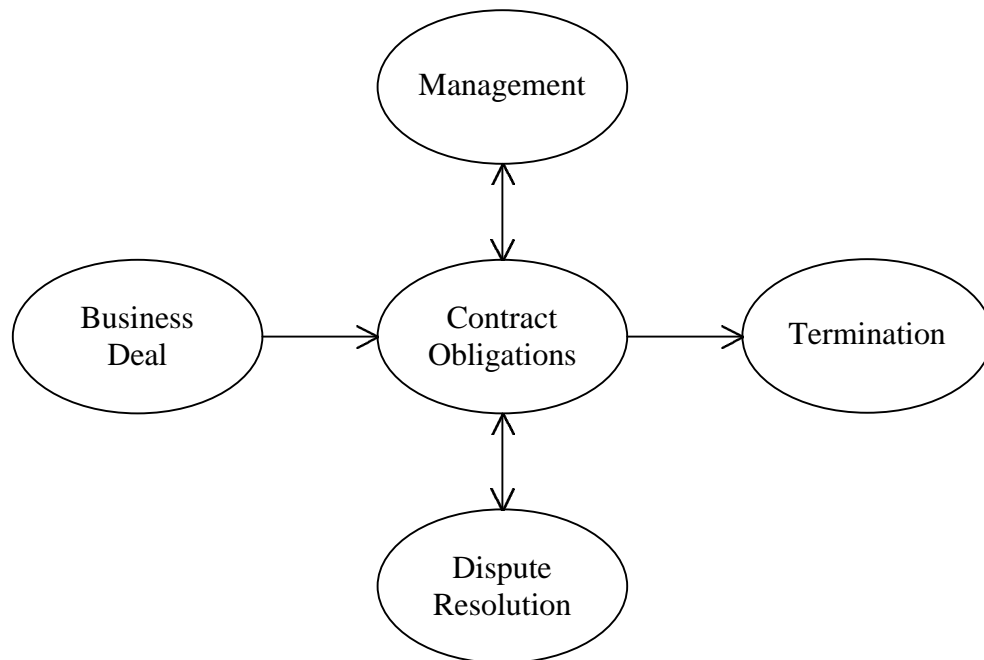 Management
Business
Deal
Contract
Obligations
Termination
Dispute
Resolution